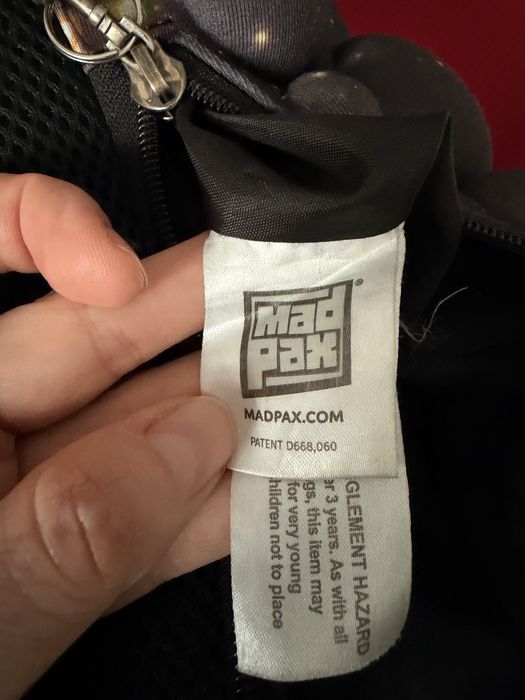 Mad
pax®
MADPAX.COM
PATENT D668,060
GLEMENT HAZARD
er 3 years. As with all
gs, this item may
for very young
hildren not to place